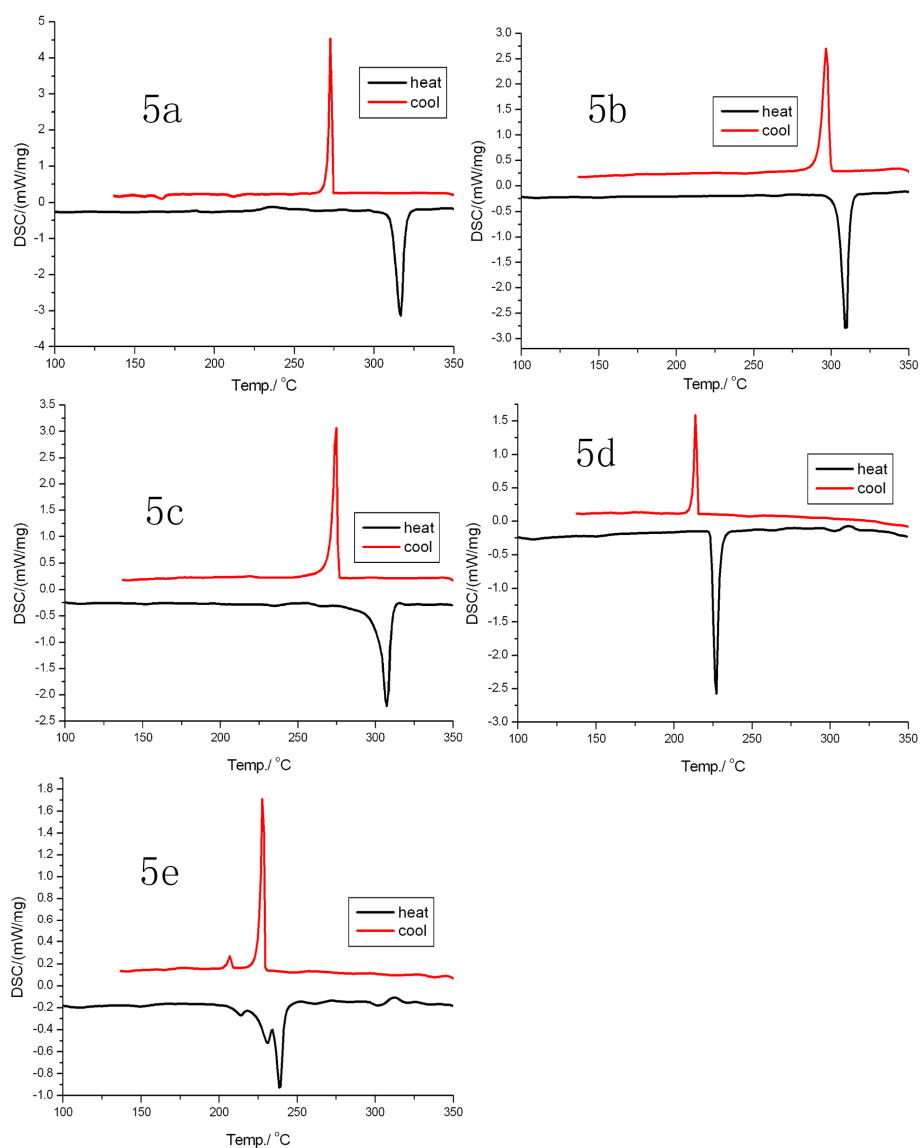 5
4
3
2
1
0
-1
-2
-3
-4
DSC/(mW/mg)
5a
heat
cool
100 150 200 250 300 350
Temp./ °C
3.0
2.5
2.0
1.5
1.0
0.5
0.0
-0.5
-1.0
-1.5
-2.0
-2.5
-3.0
DSC/(mW/mg)
5b
heat
cool
100 150 200 250 300 350
Temp./ °C
3.5
3.0
2.5
2.0
1.5
1.0
0.5
0.0
-0.5
-1.0
-1.5
-2.0
-2.5
DSC/(mW/mg)
5c
heat
cool
100 150 200 250 300 350
Temp./ °C
1.5
1.0
0.5
0.0
-0.5
-1.0
-1.5
-2.0
-2.5
-3.0
DSC/(mW/mg)
5d
heat
cool
100 150 200 250 300 350
Temp./ °C
1.8
1.6
1.4
1.2
1.0
0.8
0.6
0.4
0.2
0.0
-0.2
-0.4
-0.6
-0.8
-1.0
DSC/(mW/mg)
5e
heat
cool
100 150 200 250 300 350
Temp./ °C